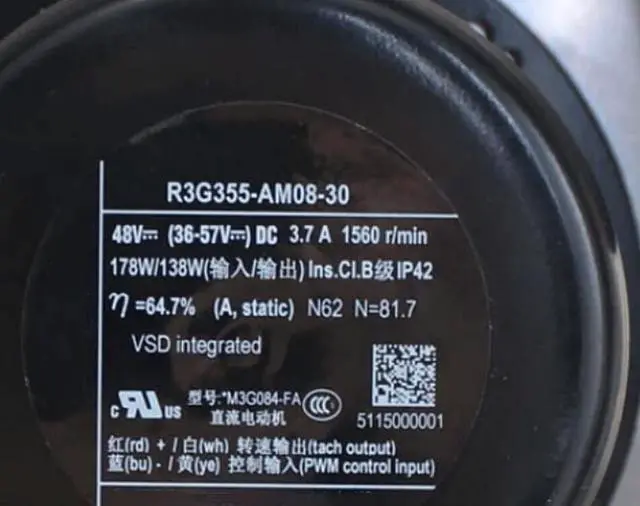 R3G355-AM08-30
48V⎓ (36-57V⎓) DC 3.7 A 1560 r/min
178W/138W(输入/输出) Ins.Cl.B级 IP42
η =64.7% (A, static) N62 N=81.7
VSD integrated
c RU US 型号:*M3G084-FA CCC
直流电动机 5115000001
红(rd) + / 白(wh) 转速输出(tach output)
蓝(bu) - / 黄(ye) 控制输入(PWM control input)